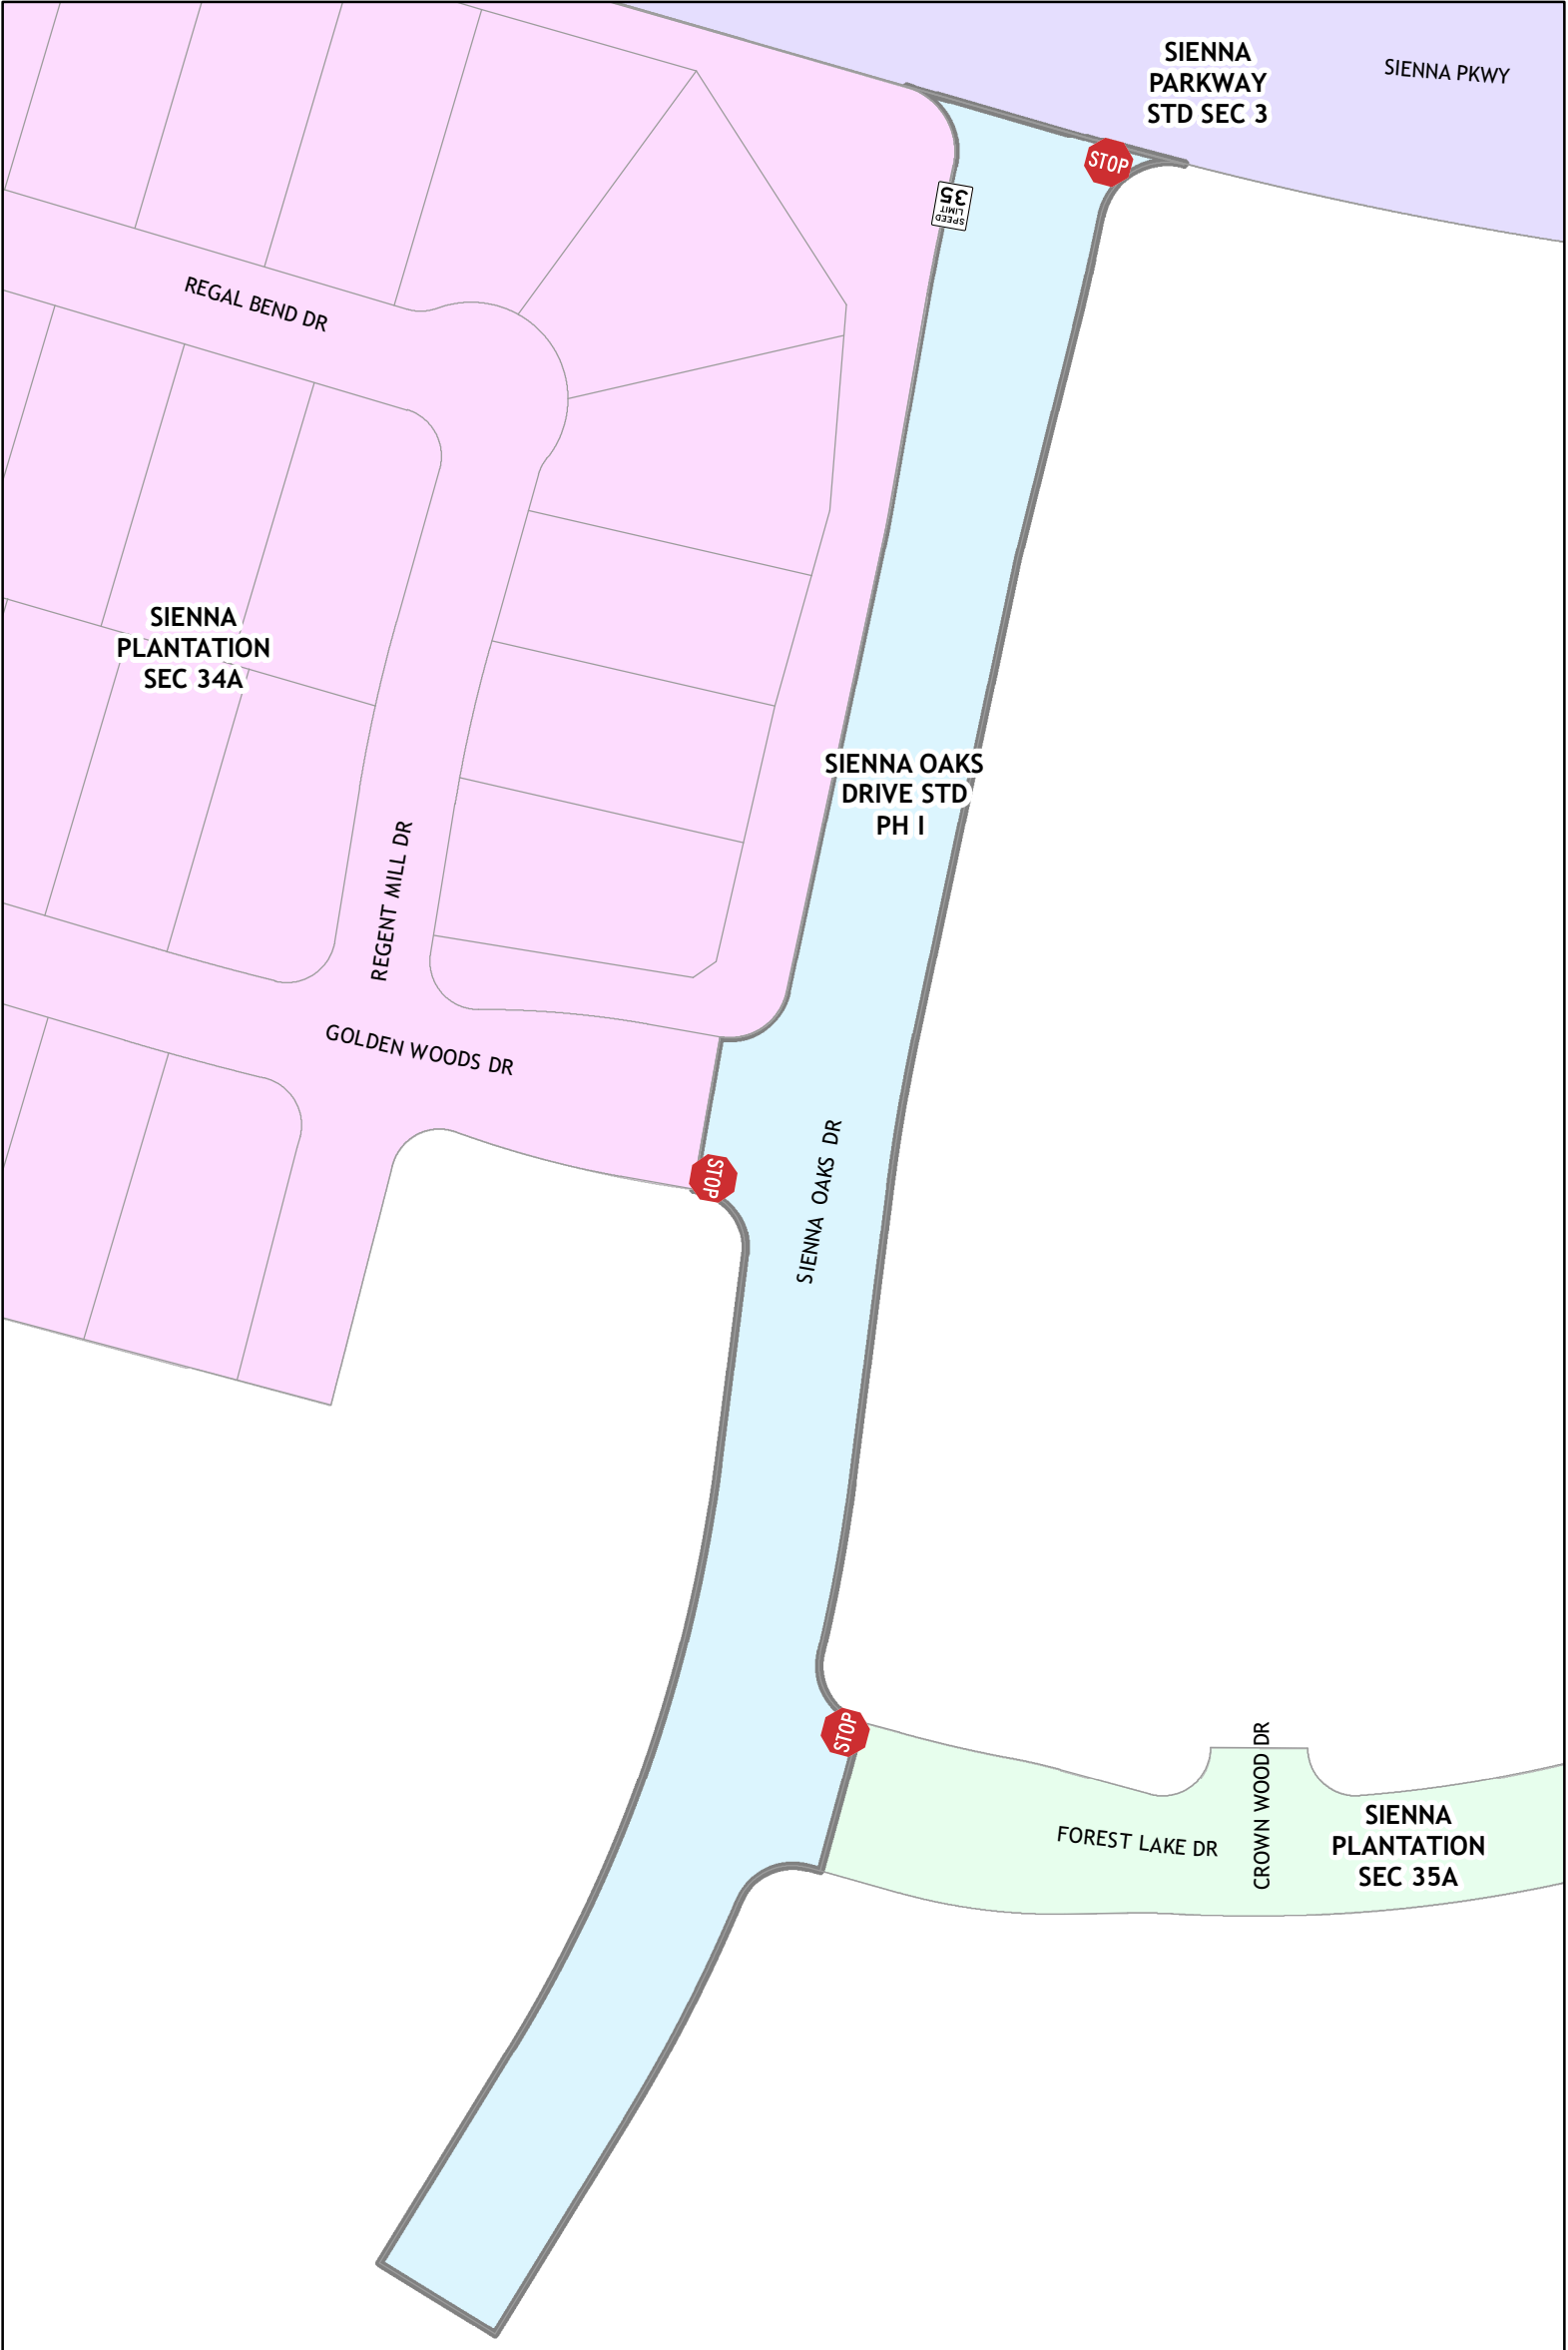 SIENNA
PARKWAY
STD SEC 3
SIENNA PKWY
STOP
SPEED
LIMIT
35
REGAL BEND DR
SIENNA
PLANTATION
SEC 34A
SIENNA OAKS
DRIVE STD
PH I
REGENT MILL DR
GOLDEN WOODS DR
STOP
SIENNA OAKS DR
STOP
CROWN WOOD DR
FOREST LAKE DR
SIENNA
PLANTATION
SEC 35A